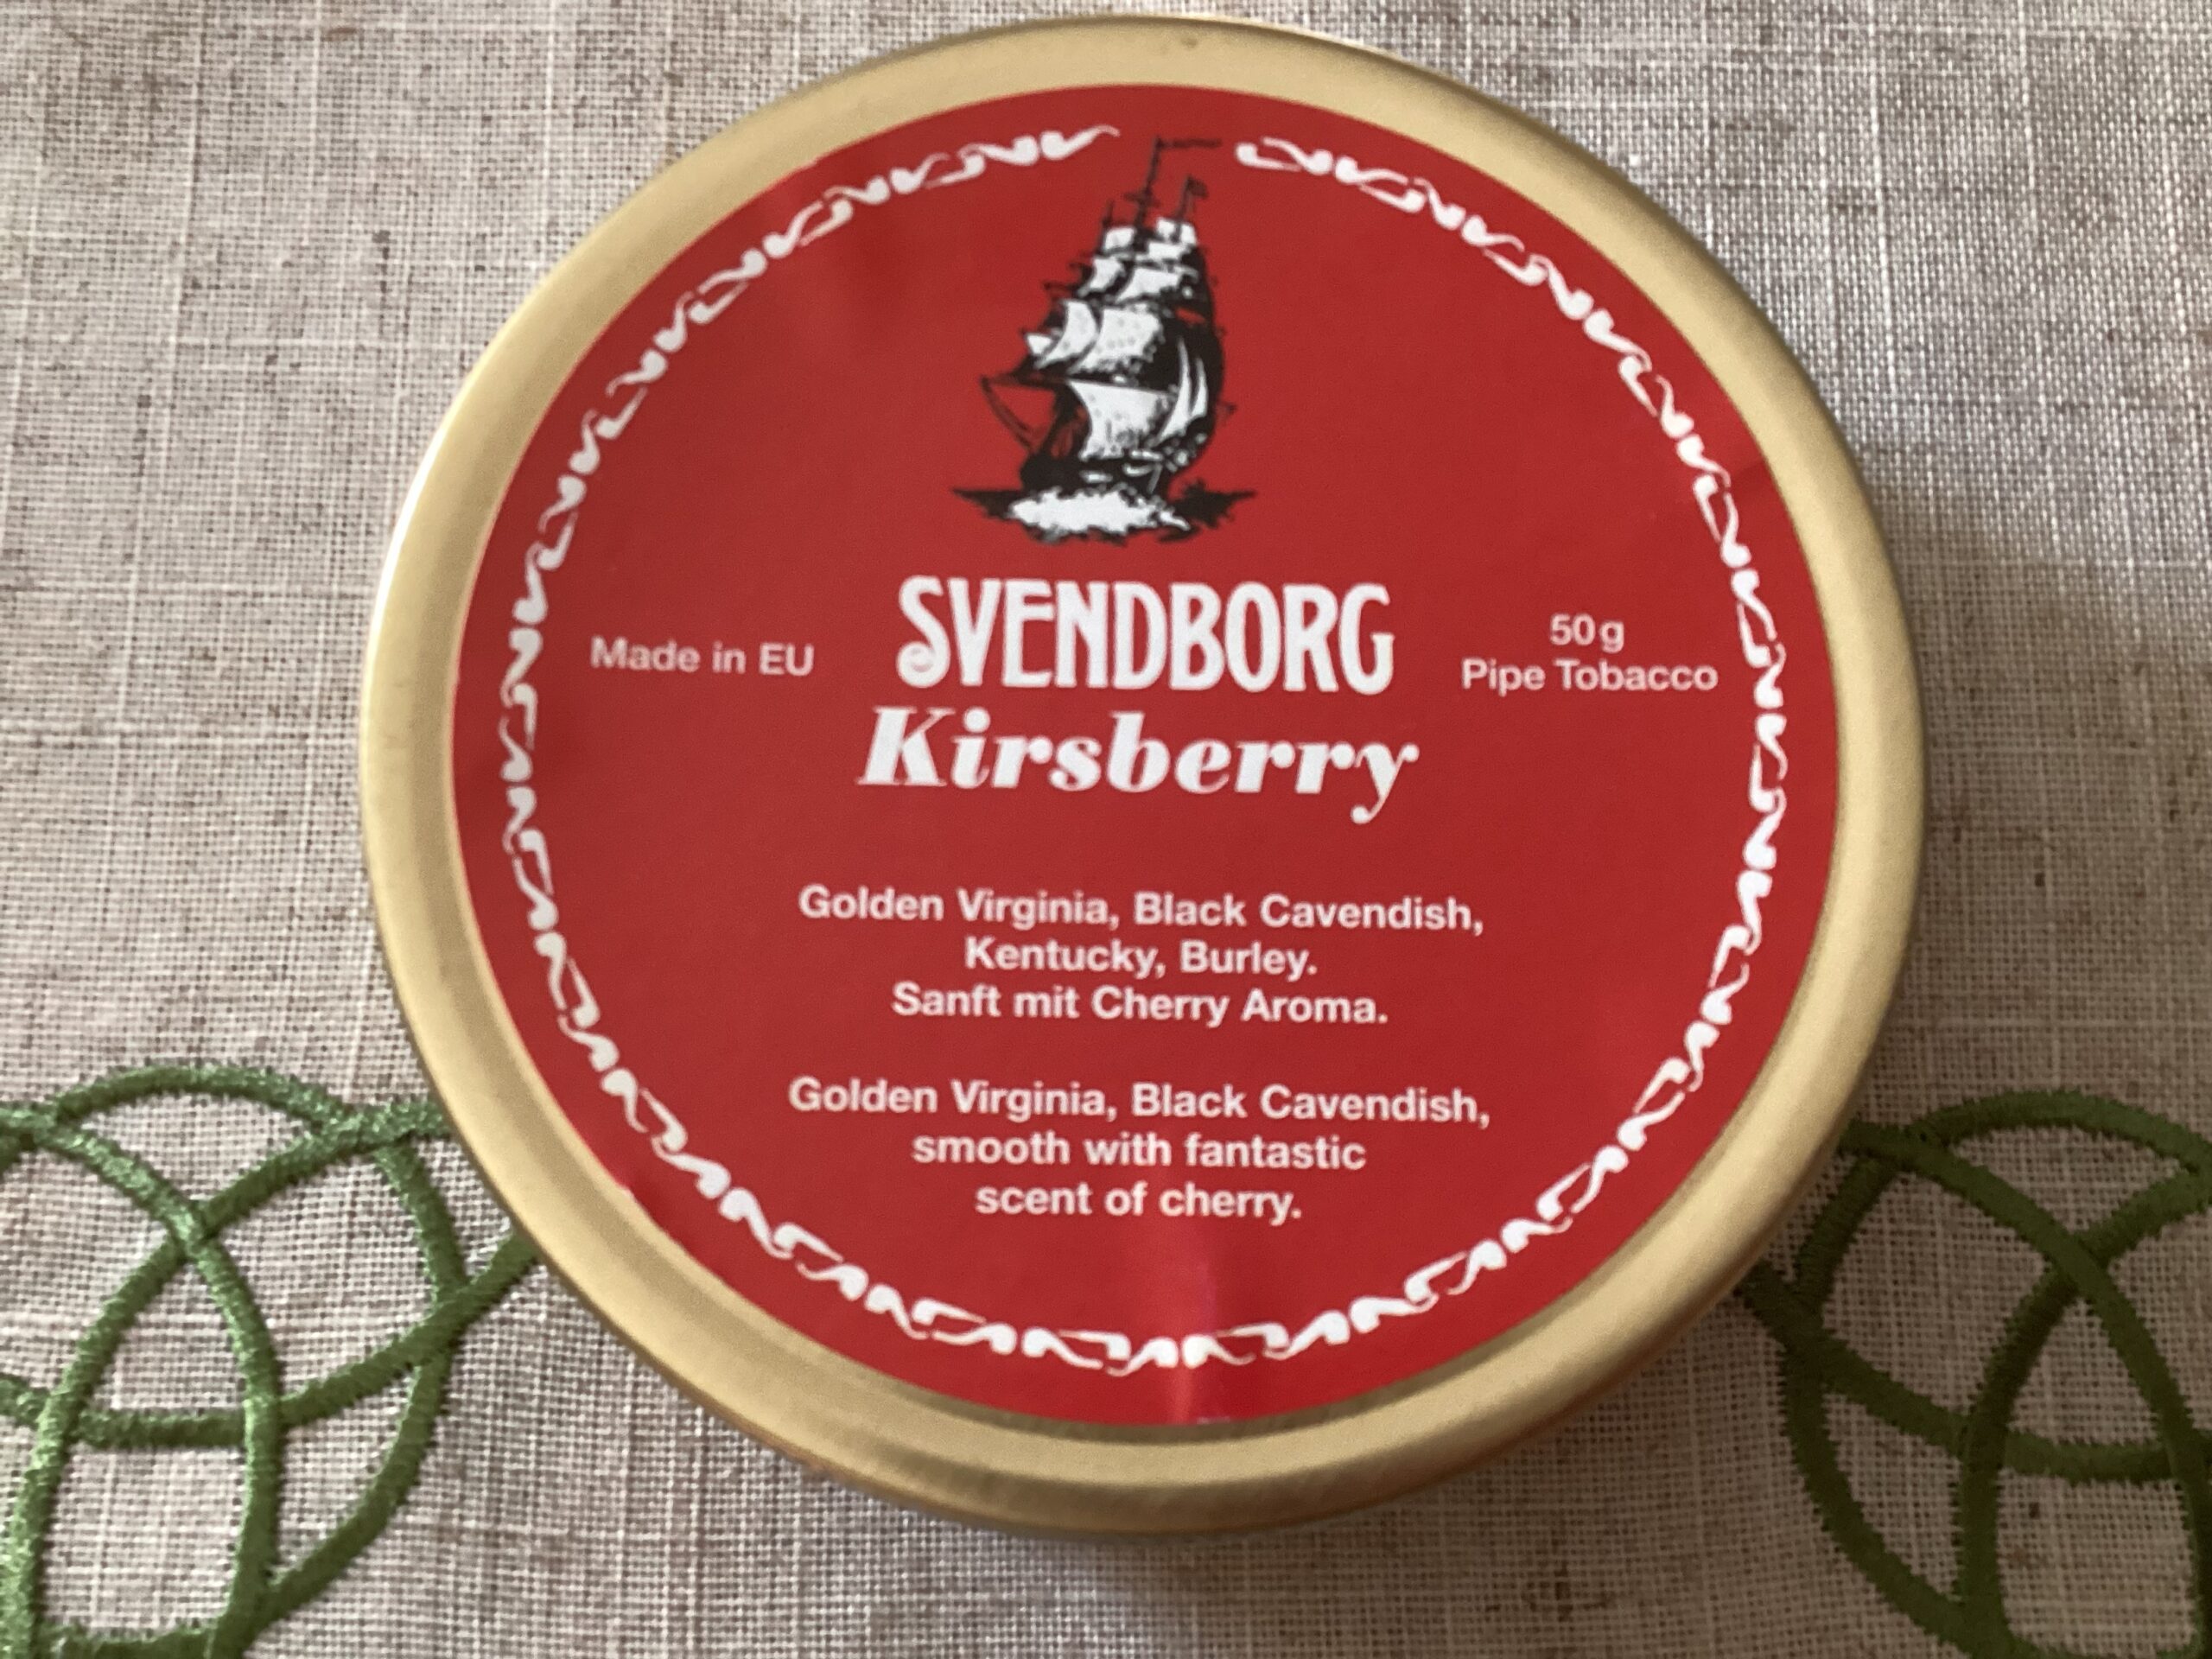 SVENDBORG
Kirsberry
Made in EU
50g
Pipe Tobacco
Golden Virginia, Black Cavendish,
Kentucky, Burley.
Sanft mit Cherry Aroma.
Golden Virginia, Black Cavendish,
smooth with fantastic
scent of cherry.